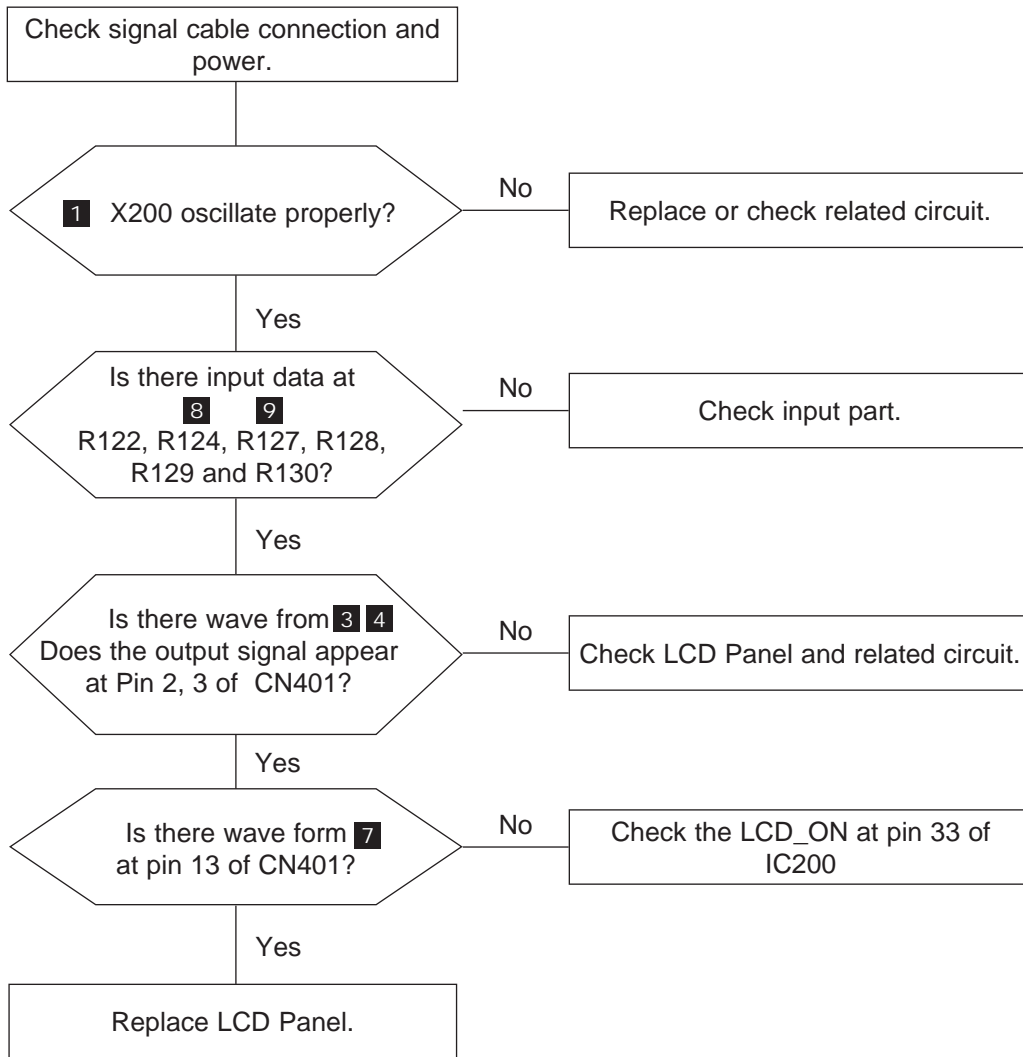 Check signal cable connection and
power.
1 X200 oscillate properly?
No
Replace or check related circuit.
Yes
Is there input data at
8 9
R122, R124, R127, R128,
R129 and R130?
No
Check input part.
Yes
Is there wave from 3 4
Does the output signal appear
at Pin 2, 3 of CN401?
No
Check LCD Panel and related circuit.
Yes
Is there wave form 7
at pin 13 of CN401?
No
Check the LCD_ON at pin 33 of
IC200
Yes
Replace LCD Panel.